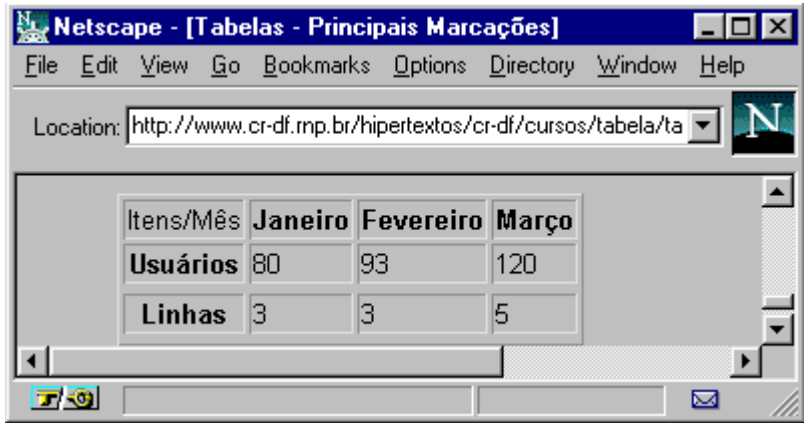 Netscape - [Tabelas - Principais Marcações]
File Edit View Go Bookmarks Options Directory Window Help
Location: http://www.cr-df.rnp.br/hipertextos/cr-df/cursos/tabela/ta
N
Itens/Mês Janeiro Fevereiro Março
Usuários 80 93 120
Linhas 3 3 5